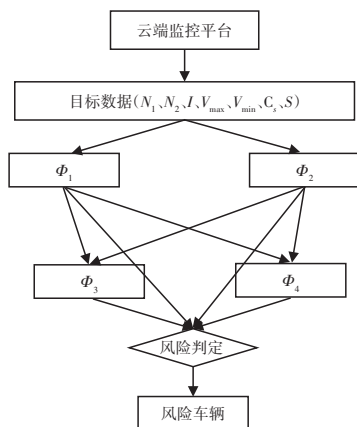 云端监控平台
目标数据(N₁、N₂、I、Vmax、Vmin、Cₛ、S)
Φ₁
Φ₂
Φ₃
Φ₄
风险判定
风险车辆